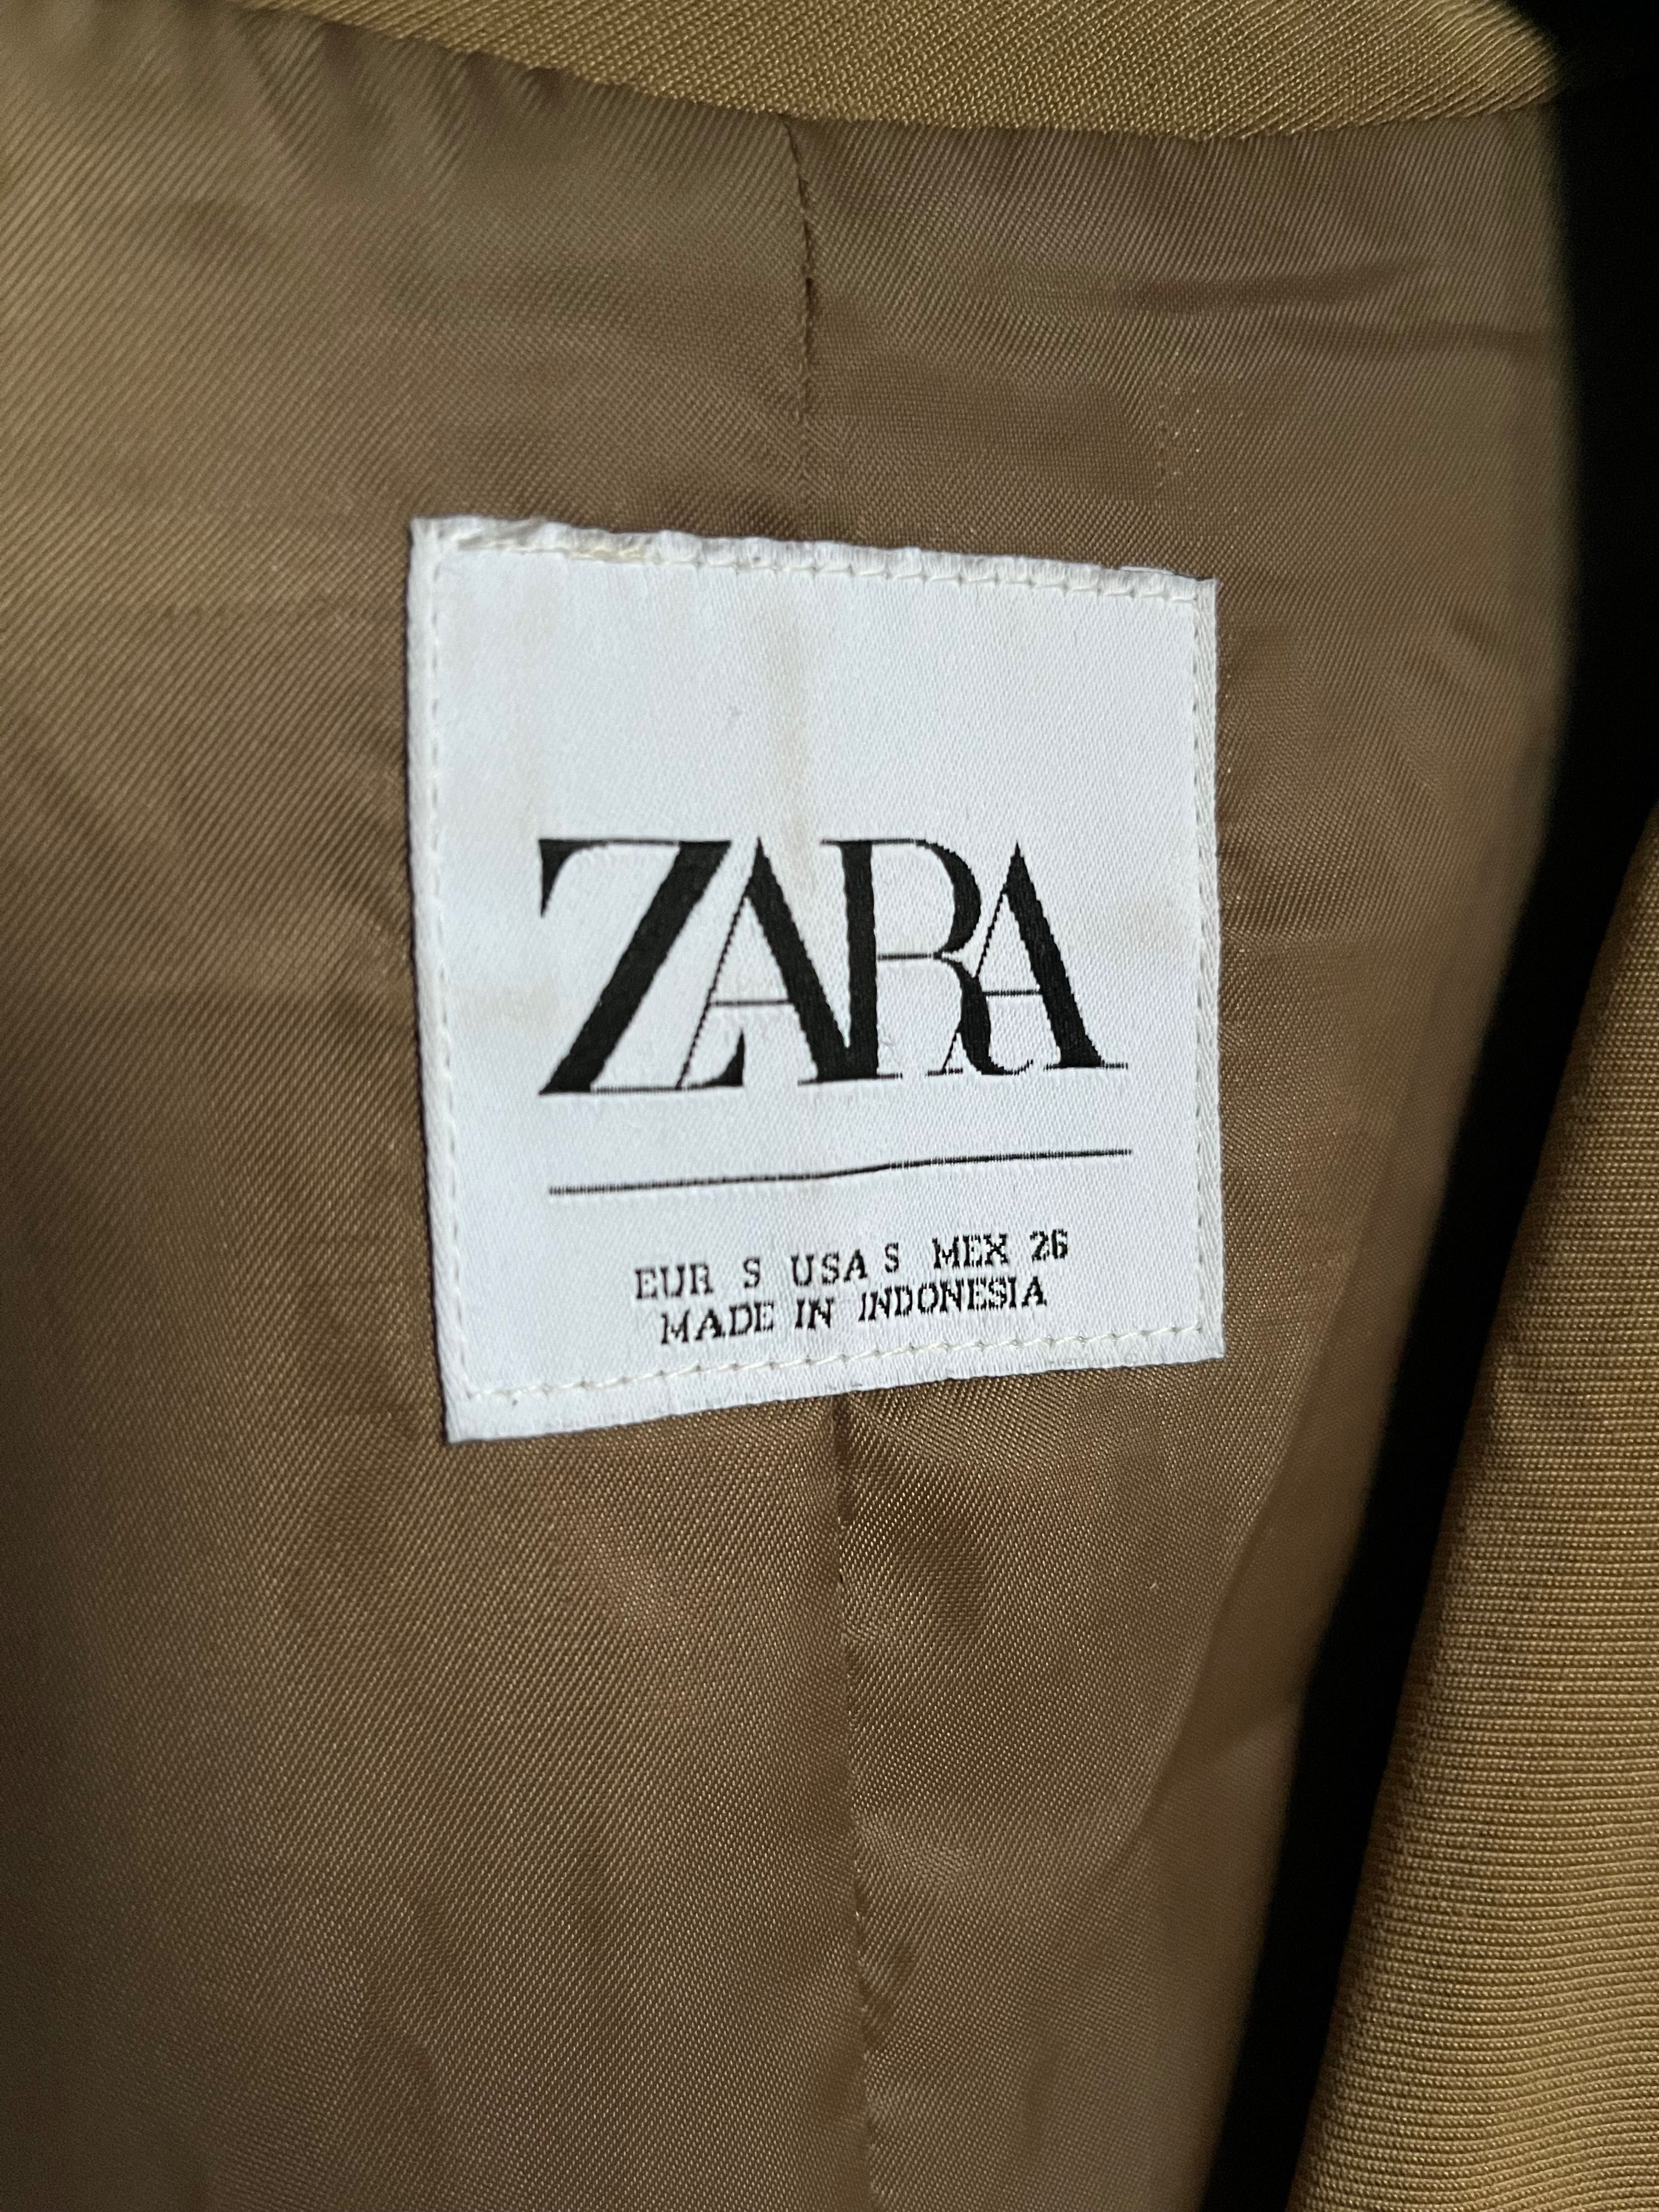 ZARA
EUR S USA S MEX 26
MADE IN INDONESIA